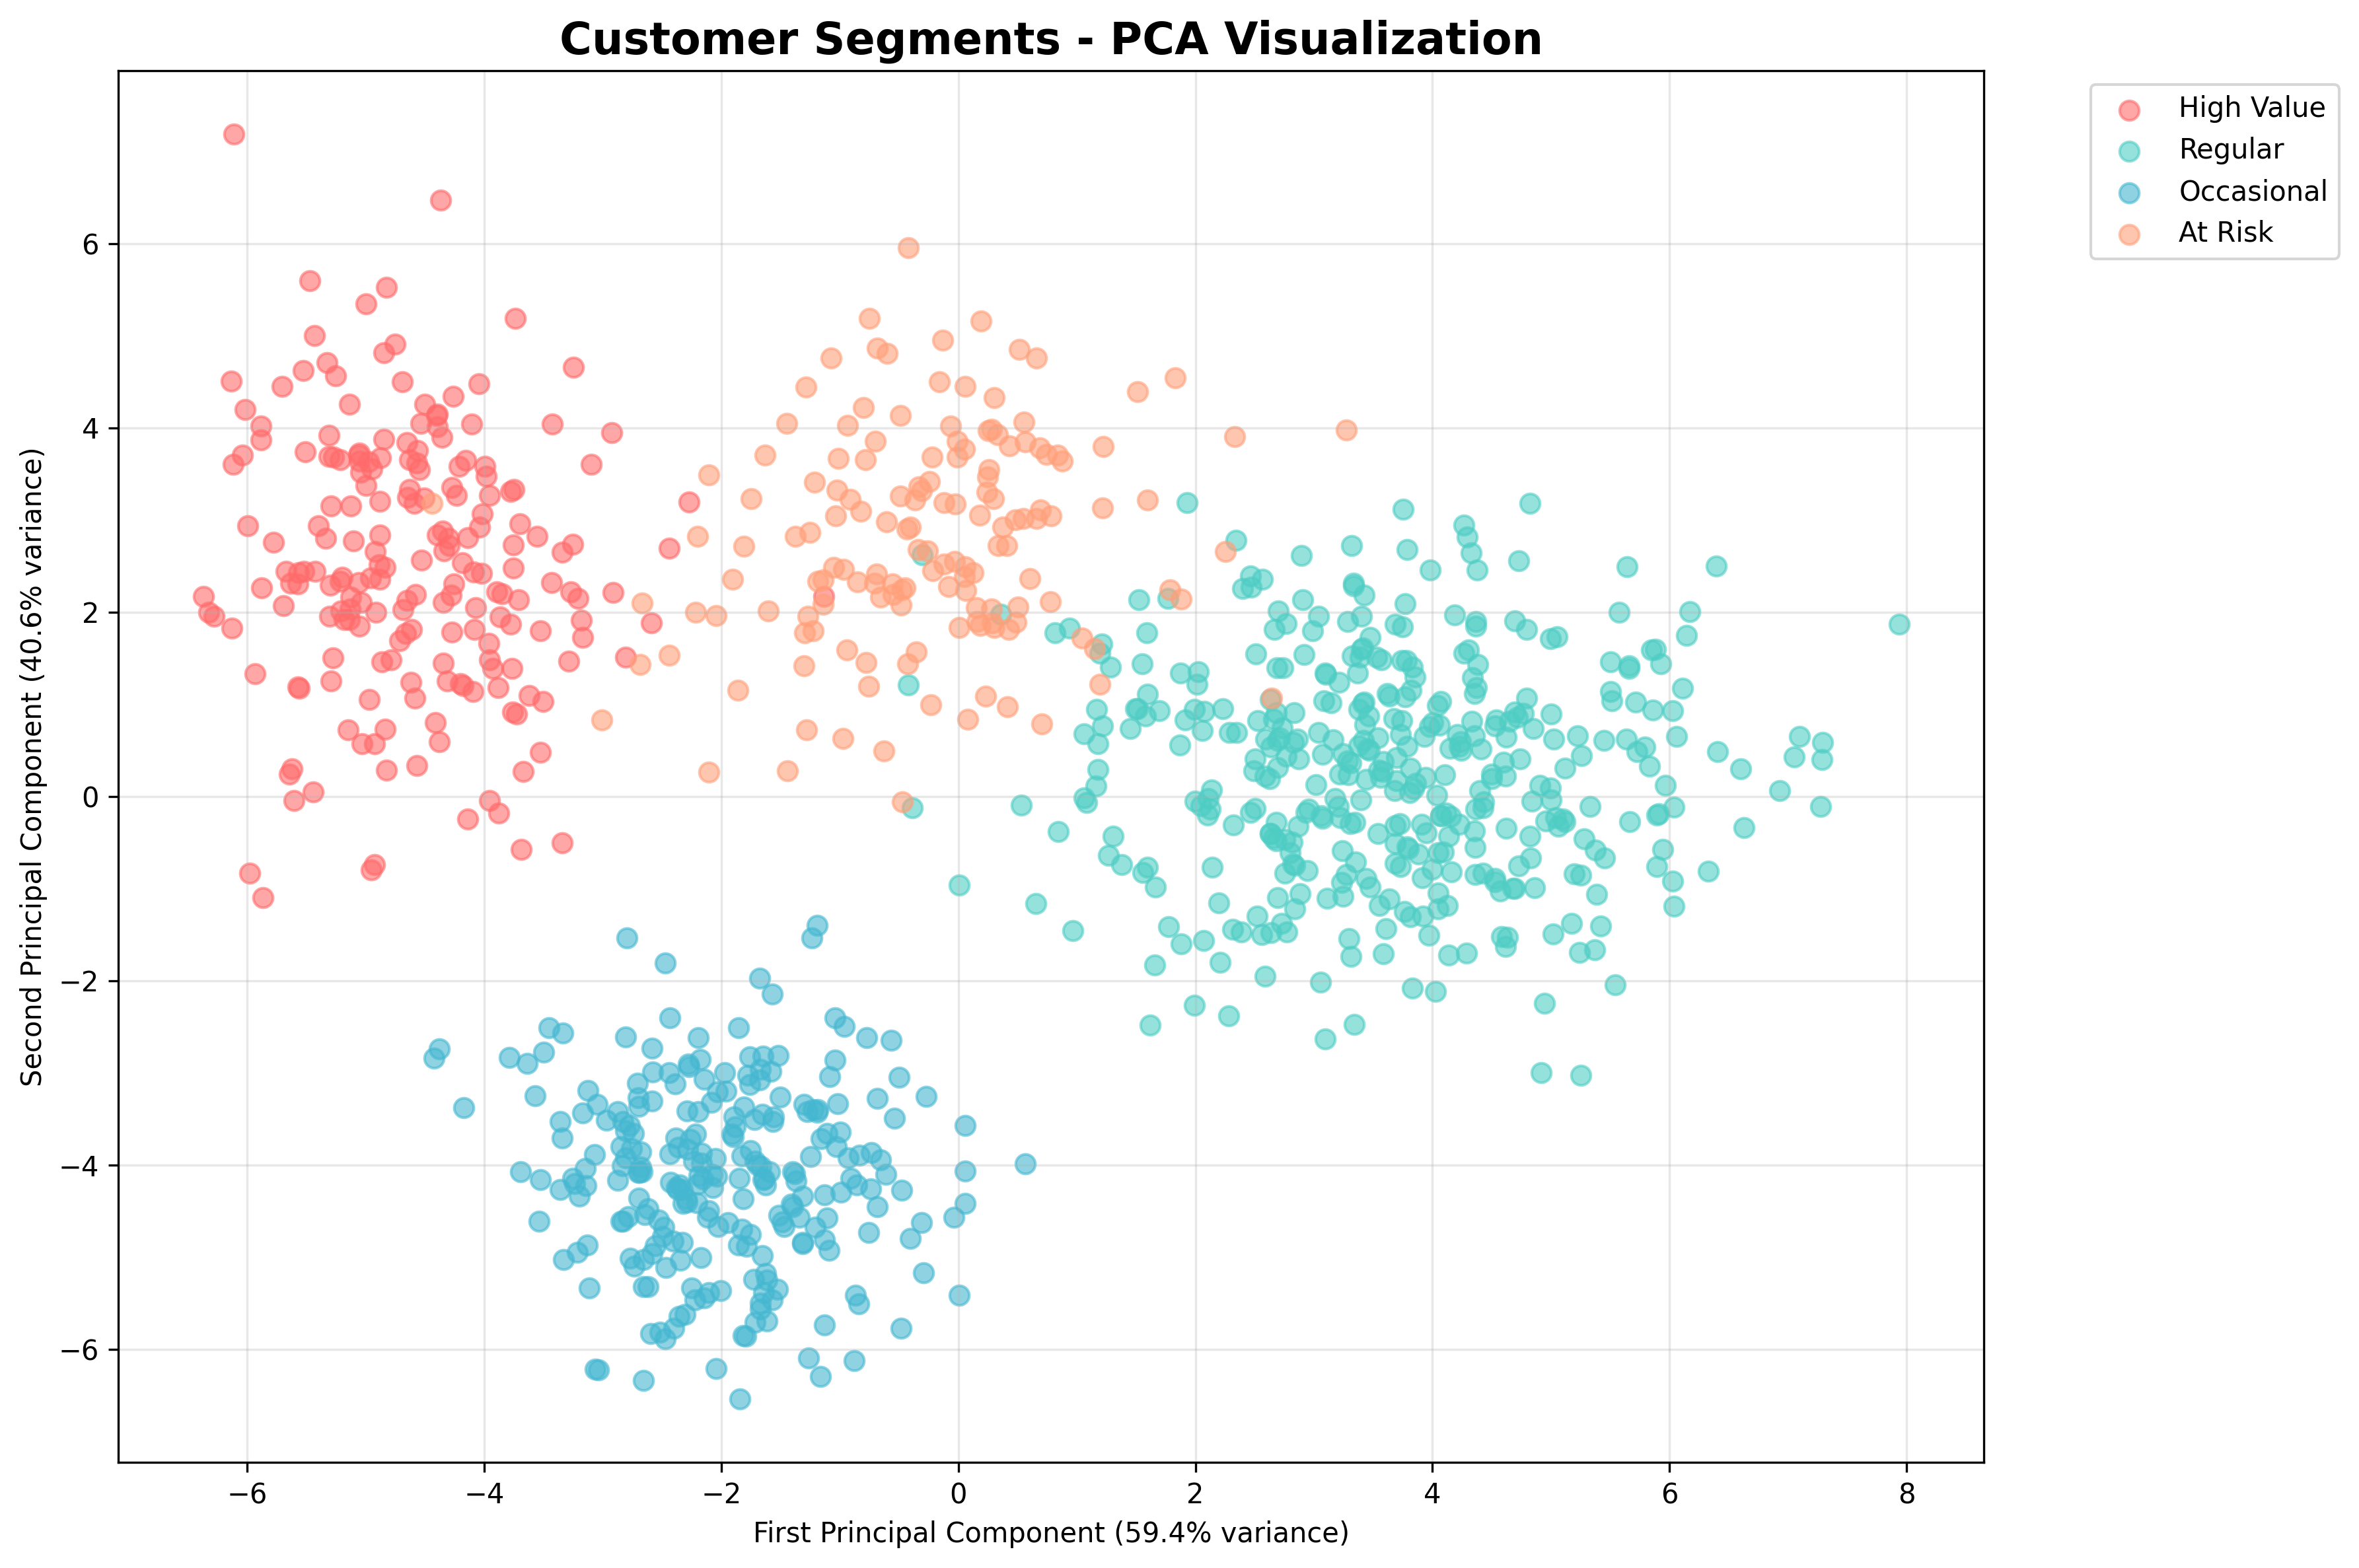 Customer Segments - PCA Visualization
High Value
Regular
Occasional
At Risk
Second Principal Component (40.6% variance)
6
4
2
0
−2
−4
−6
−6
−4
−2
0
2
4
6
8
First Principal Component (59.4% variance)